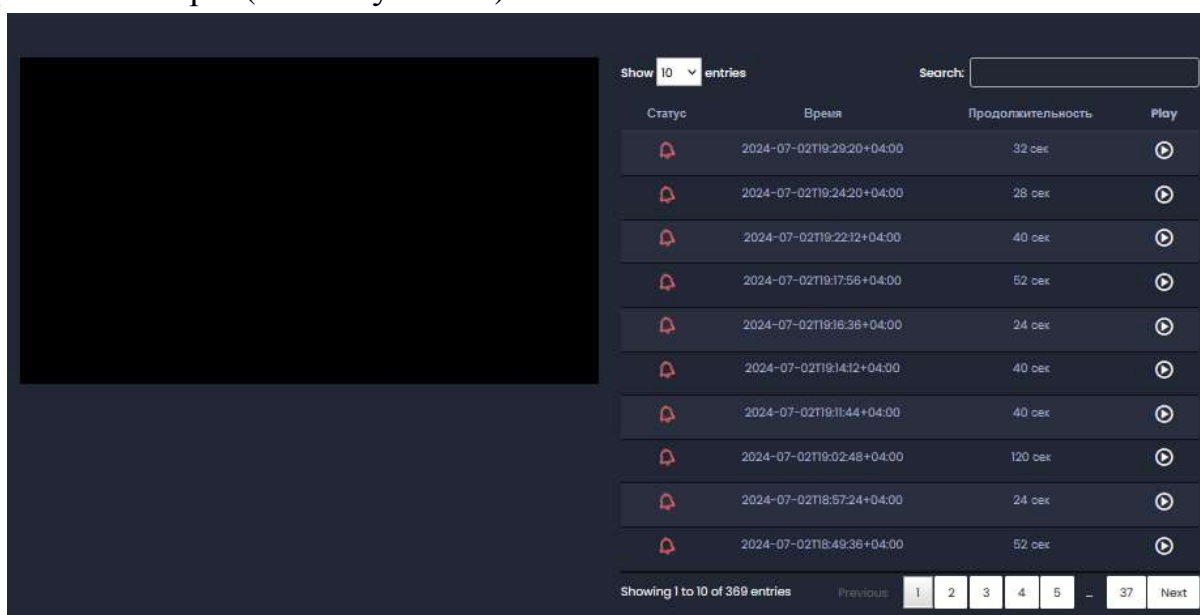 Show 10 entries Search:
Статус Время Продолжительность Play
2024-07-02T19:29:20+04:00 32 сек
2024-07-02T19:24:20+04:00 28 сек
2024-07-02T19:22:12+04:00 40 сек
2024-07-02T19:17:56+04:00 52 сек
2024-07-02T19:16:36+04:00 24 сек
2024-07-02T19:14:12+04:00 40 сек
2024-07-02T19:11:44+04:00 40 сек
2024-07-02T19:02:48+04:00 120 сек
2024-07-02T18:57:24+04:00 24 сек
2024-07-02T18:49:36+04:00 52 сек
Showing 1 to 10 of 369 entries Previous 1 2 3 4 5 … 37 Next